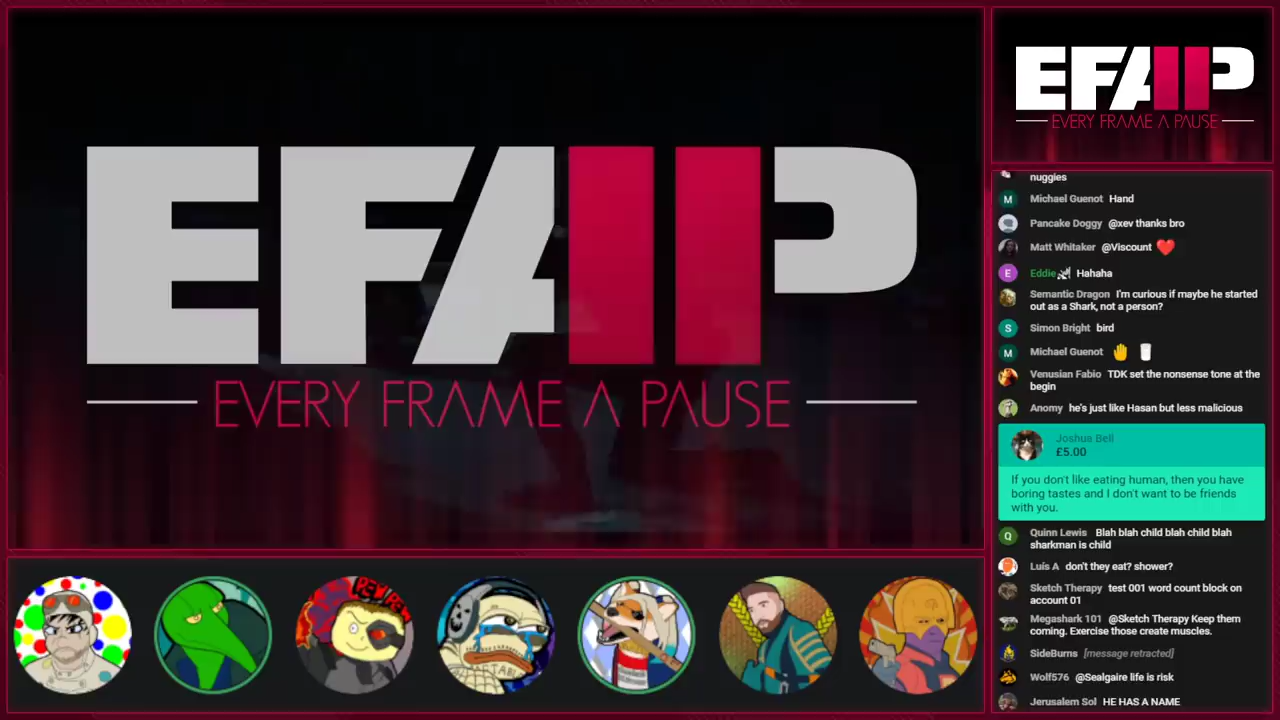 EFAP
EVERY FRAME A PAUSE
EFAP
EVERY FRAME A PAUSE
nuggies
Michael Guenot Hand
Pancake Doggy @xev thanks bro
Matt Whitaker @Viscount ❤️
Eddie Hahaha
Semantic Dragon I'm curious if maybe he started
out as a Shark, not a person?
Simon Bright bird
Michael Guenot 🤚 🥛
Venusian Fabio TDK set the nonsense tone at the
begin
Anomy he's just like Hasan but less malicious
Joshua Bell
£5.00
If you don't like eating human, then you have
boring tastes and I don't want to be friends
with you.
Quinn Lewis Blah blah child blah child blah
sharkman is child
Luís A don't they eat? shower?
Sketch Therapy test 001 word count block on
account 01
Megashark 101 @Sketch Therapy Keep them
coming. Exercise those create muscles.
SideBurns [message retracted]
Wolf576 @Sealgaire life is risk
Jerusalem Sol HE HAS A NAME